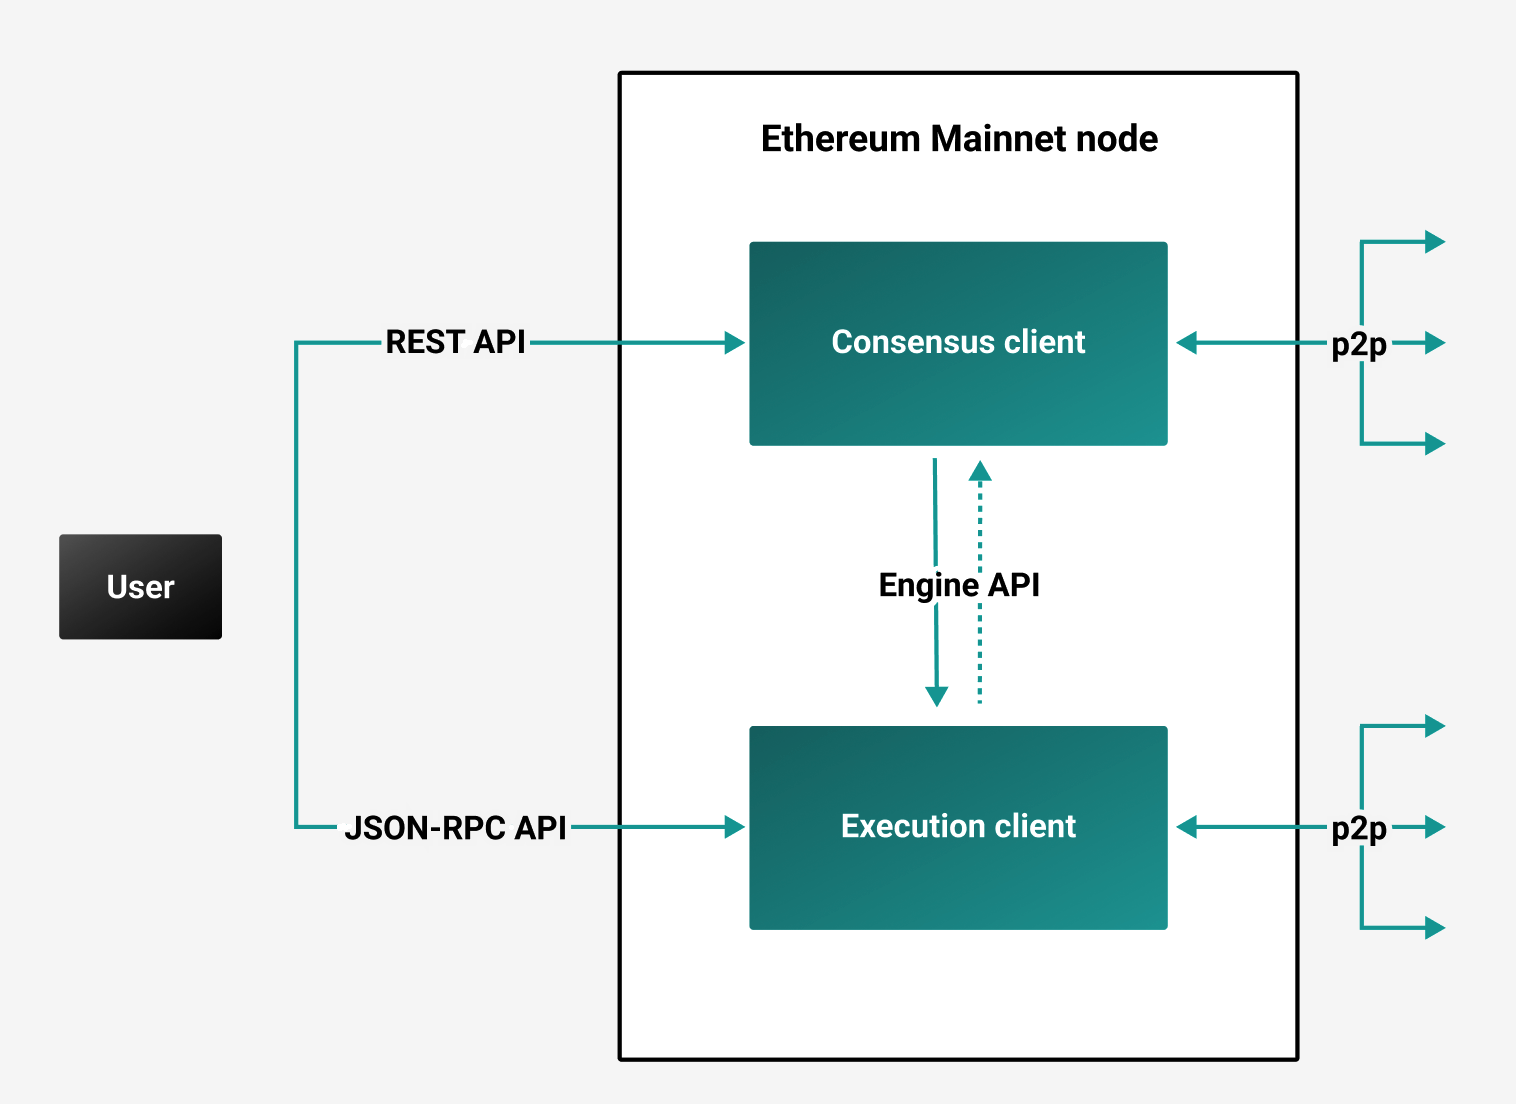 Ethereum Mainnet node
REST API
Consensus client
p2p
User
Engine API
JSON-RPC API
Execution client
p2p